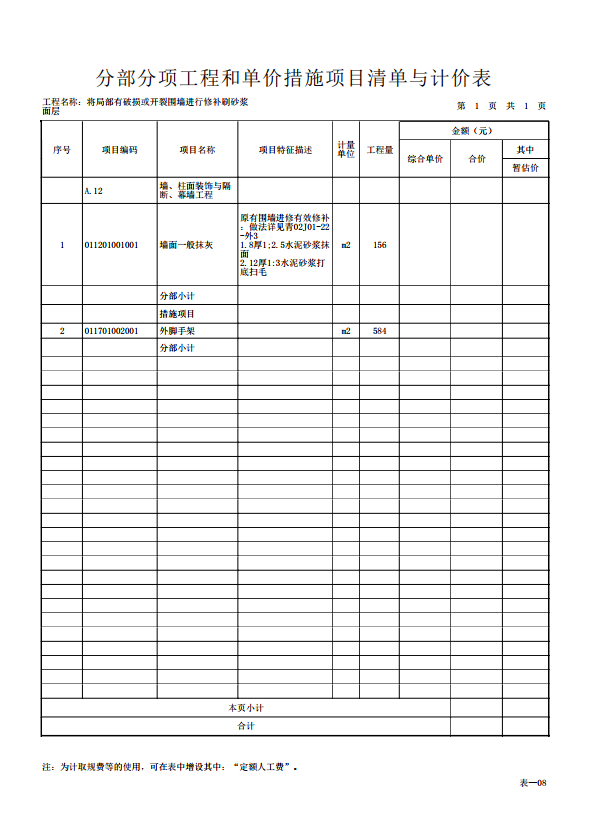 分部分项工程和单价措施项目清单与计价表
工程名称：将局部有破损或开裂围墙进行修补刷砂浆
面层
第 1 页 共 1 页
序号
项目编码
项目名称
项目特征描述
计量
单位
工程量
金额（元）
综合单价
合价
其中
暂估价
A.12
墙、柱面装饰与隔
断、幕墙工程
1
011201001001
墙面一般抹灰
原有围墙进修有效修补
：做法详见青02J01-22
-外3
1.8厚1;2.5水泥砂浆抹
面
2.12厚1:3水泥砂浆打
底扫毛
m2
156
分部小计
措施项目
2
011701002001
外脚手架
m2
584
分部小计
本页小计
合计
注：为计取规费等的使用，可在表中增设其中：“定额人工费”。
表—08